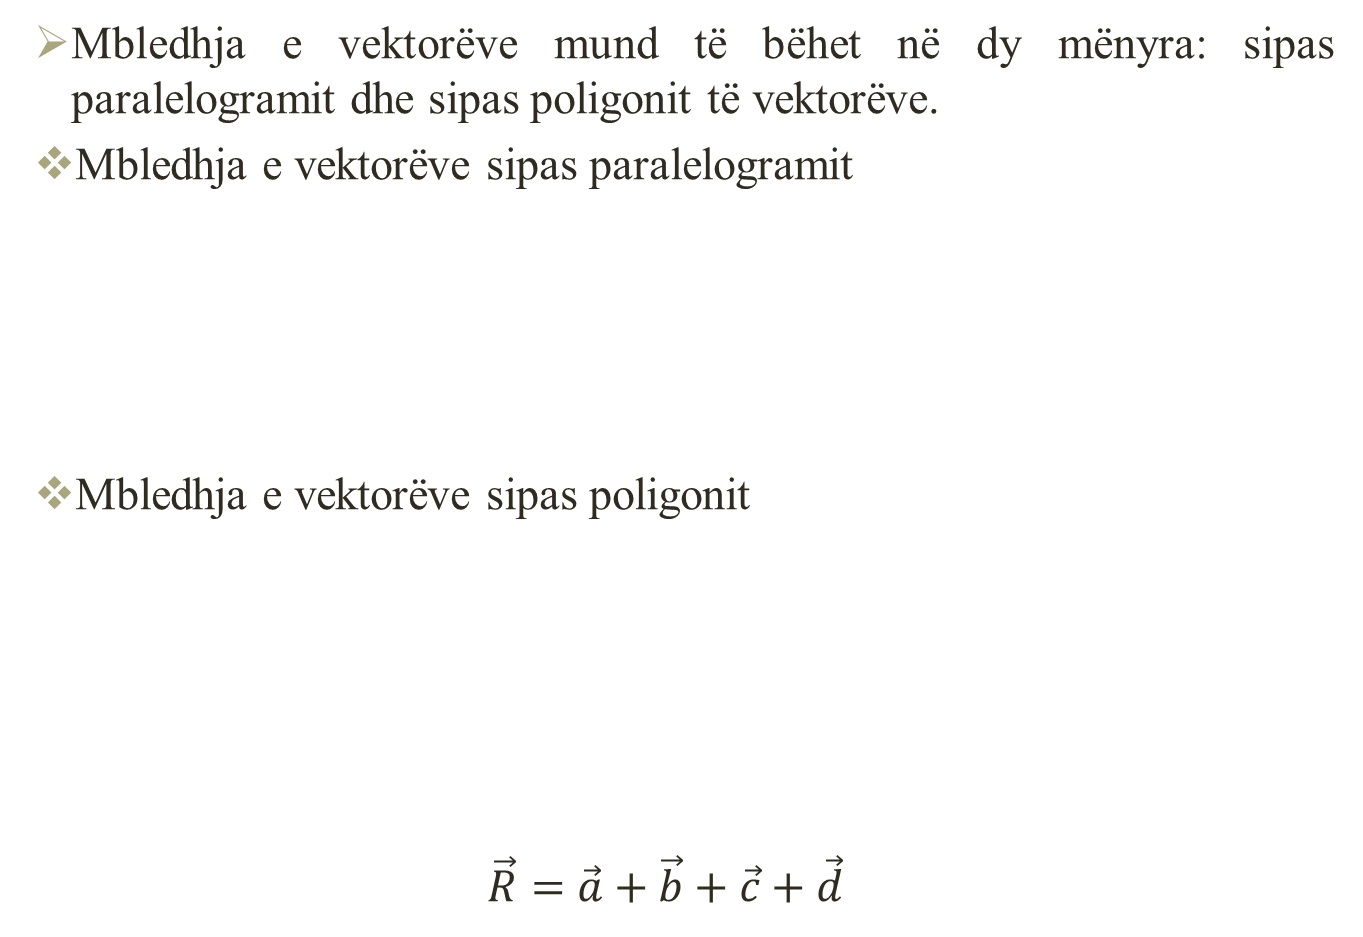 ➢Mbledhja e vektorëve mund të bëhet në dy mënyra: sipas
paralelogramit dhe sipas poligonit të vektorëve.
❖Mbledhja e vektorëve sipas paralelogramit
❖Mbledhja e vektorëve sipas poligonit
R⃗ = a⃗ + b⃗ + c⃗ + d⃗